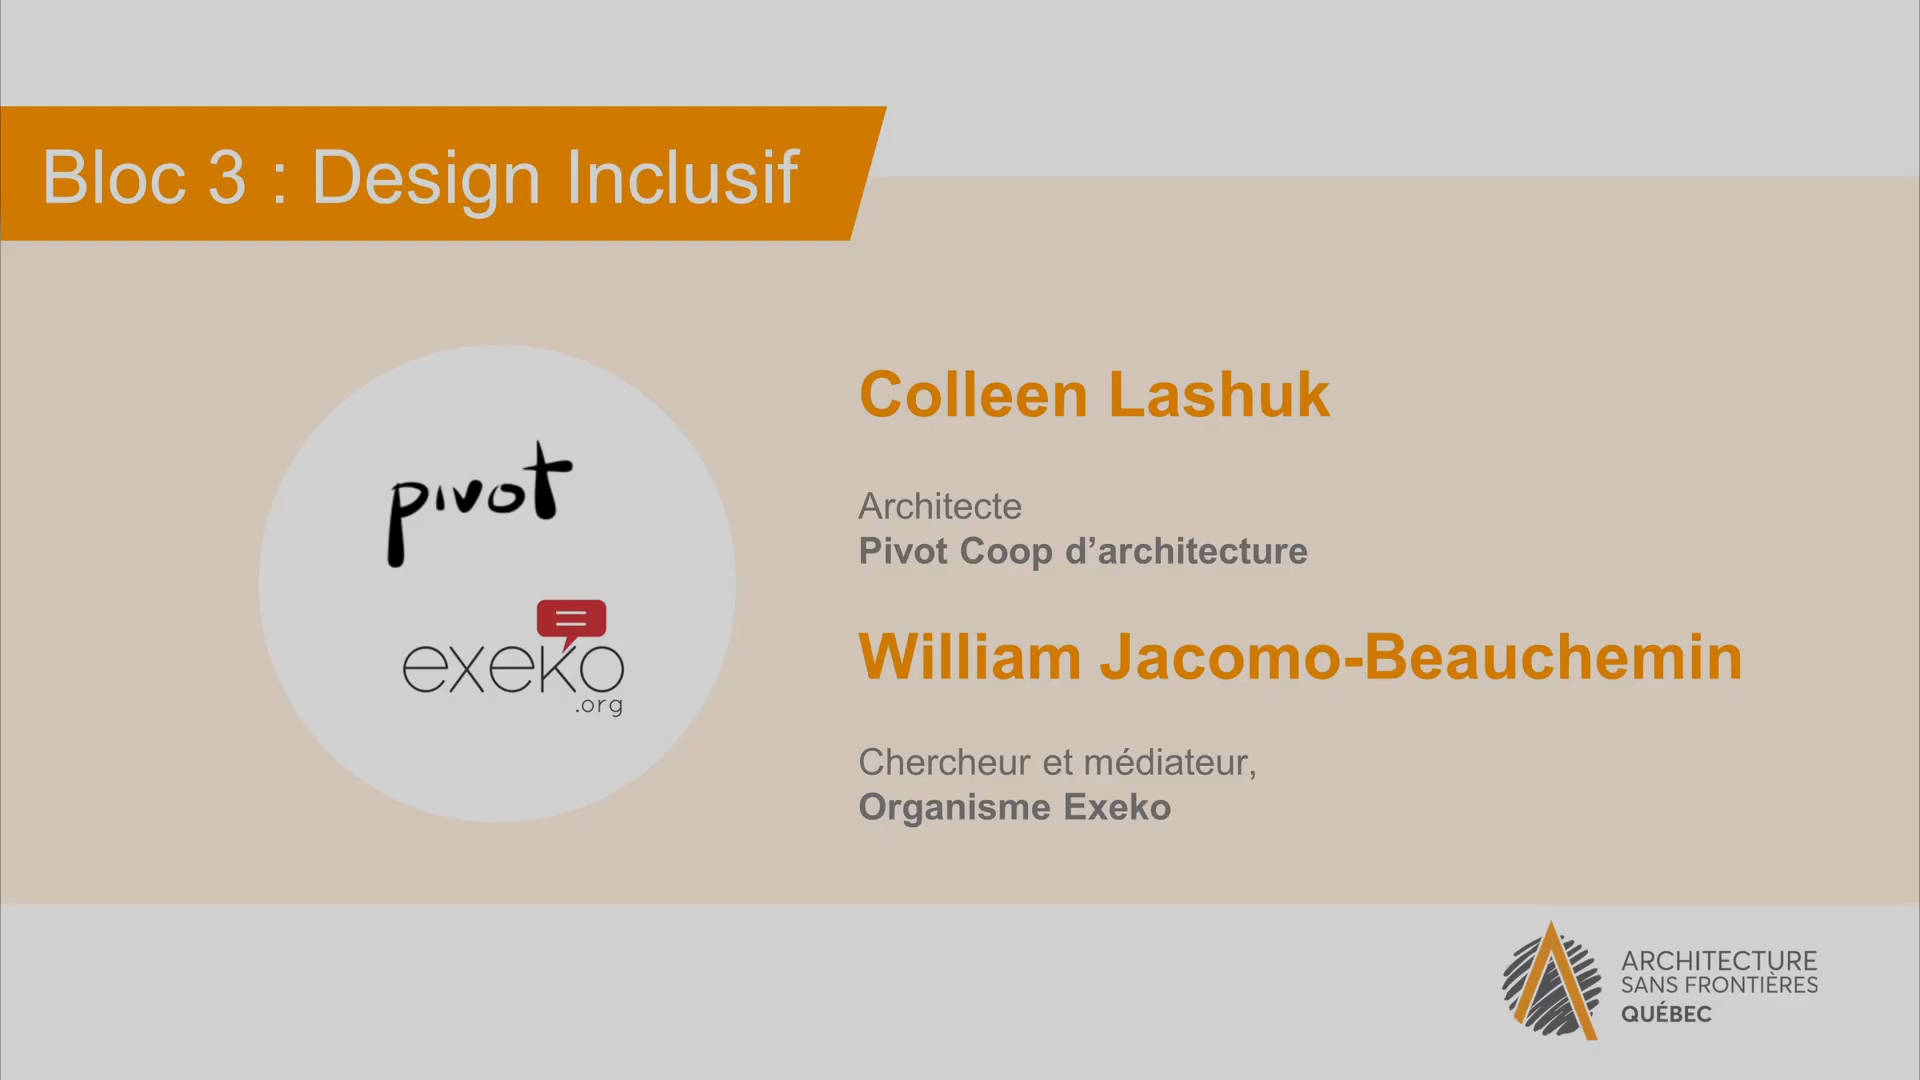 Bloc 3 : Design Inclusif
pivot
exeko
.org
Colleen Lashuk
Architecte
Pivot Coop d’architecture
William Jacomo-Beauchemin
Chercheur et médiateur,
Organisme Exeko
ARCHITECTURE
SANS FRONTIÈRES
QUÉBEC